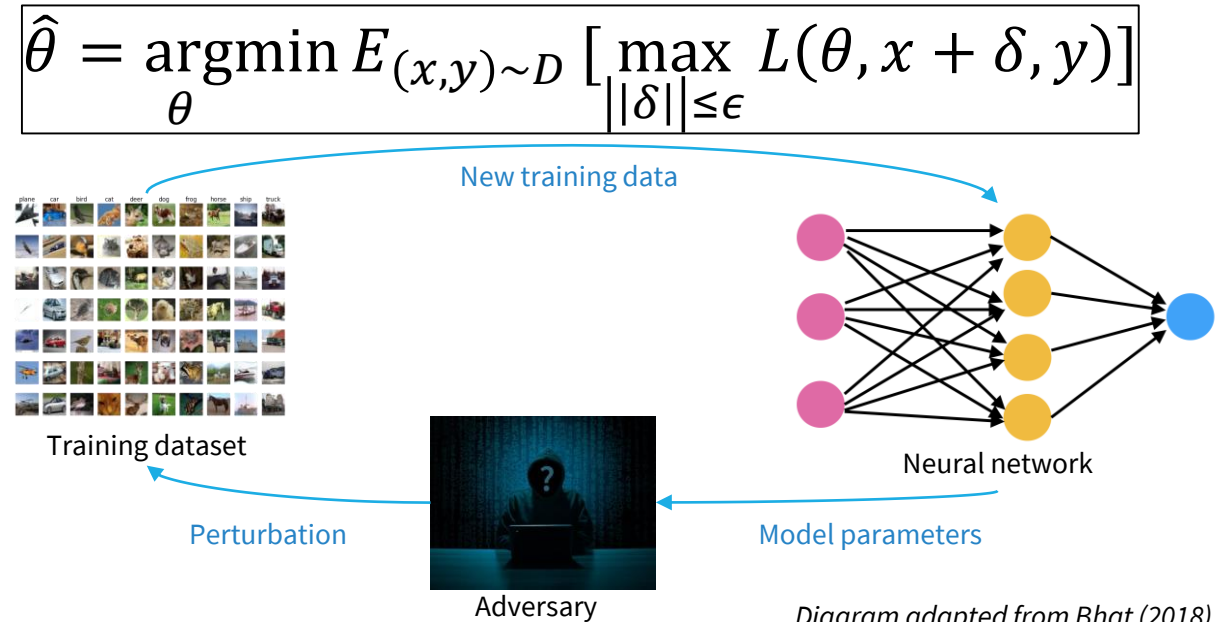 θ̂ = argmin E(x,y)~D [ max L(θ, x + δ, y)]
θ ||δ||≤ϵ
New training data
plane car bird cat deer dog frog horse ship truck
Training dataset
?
Neural network
Perturbation
Model parameters
Adversary
Diagram adapted from Bhat (2018)